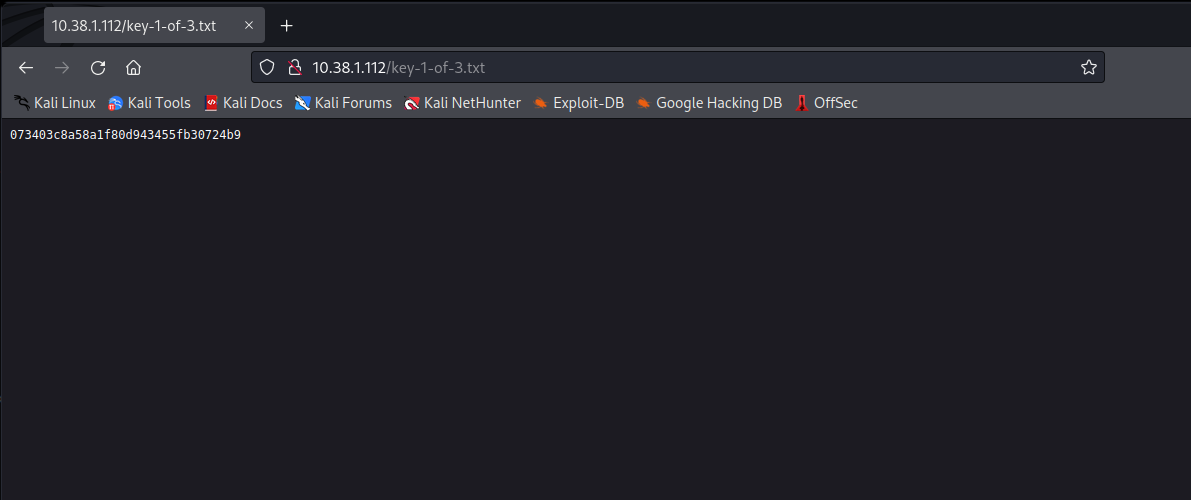 10.38.1.112/key-1-of-3.txt
10.38.1.112/key-1-of-3.txt
Kali Linux Kali Tools Kali Docs Kali Forums Kali NetHunter Exploit-DB Google Hacking DB OffSec
073403c8a58a1f80d943455fb30724b9